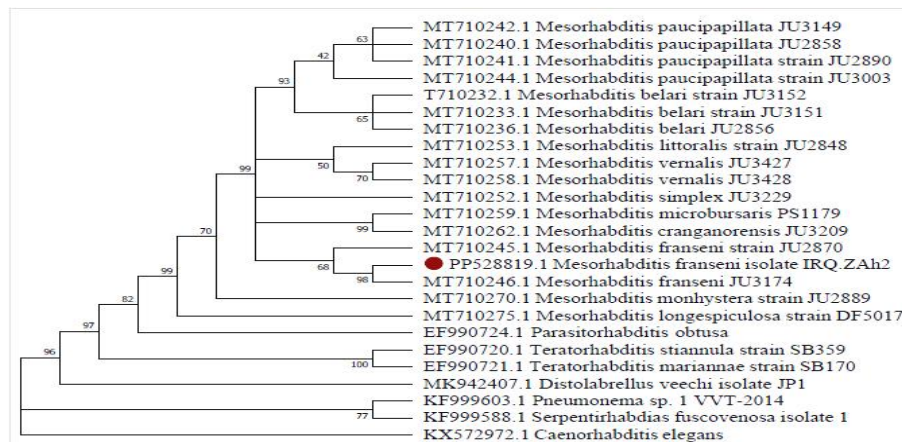 MT710242.1 Mesorhabditis paucipapillata JU3149
63
MT710240.1 Mesorhabditis paucipapillata JU2858
42
MT710241.1 Mesorhabditis paucipapillata strain JU2890
93
MT710244.1 Mesorhabditis paucipapillata strain JU3003
T710232.1 Mesorhabditis belari strain JU3152
MT710233.1 Mesorhabditis belari strain JU3151
65
MT710236.1 Mesorhabditis belari JU2856
MT710253.1 Mesorhabditis littoralis strain JU2848
99
50
MT710257.1 Mesorhabditis vernalis JU3427
70
MT710258.1 Mesorhabditis vernalis JU3428
MT710252.1 Mesorhabditis simplex JU3229
MT710259.1 Mesorhabditis microbursaris PS1179
99
MT710262.1 Mesorhabditis cranganorensis JU3209
70
MT710245.1 Mesorhabditis franseni strain JU2870
68
PP528819.1 Mesorhabditis franseni isolate IRQ.ZAh2
99
98
MT710246.1 Mesorhabditis franseni JU3174
MT710270.1 Mesorhabditis monhystera strain JU2889
82
MT710275.1 Mesorhabditis longespiculosa strain DF5017
97
EF990724.1 Parasitorhabditis obtusa
96
EF990720.1 Teratorhabditis stiannula strain SB359
100
EF990721.1 Teratorhabditis mariannae strain SB170
MK942407.1 Distolabrellus veechi isolate JP1
KF999603.1 Pneumonema sp. 1 VVT-2014
77
KF999588.1 Serpentirhabdias fuscovenosa isolate 1
KX572972.1 Caenorhabditis elegans